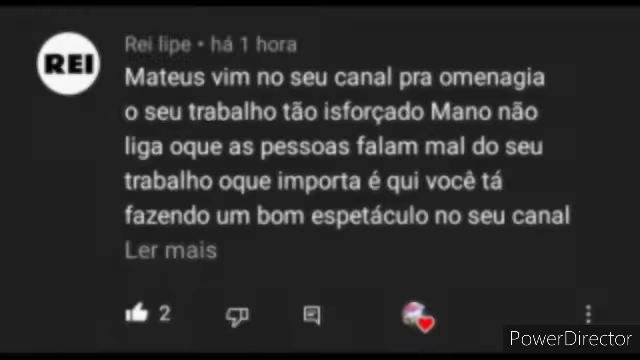 REI
Rei lipe • há 1 hora
Mateus vim no seu canal pra omenagia
o seu trabalho tão isforçado Mano não
liga oque as pessoas falam mal do seu
trabalho oque importa é qui você tá
fazendo um bom espetáculo no seu canal
Ler mais
2
PowerDirector